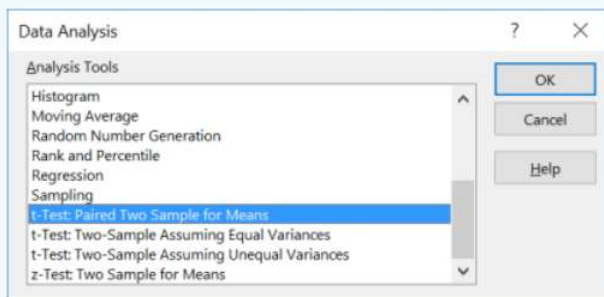 Data Analysis
?
Analysis Tools
Histogram
Moving Average
Random Number Generation
Rank and Percentile
Regression
Sampling
t-Test: Paired Two Sample for Means
t-Test: Two-Sample Assuming Equal Variances
t-Test: Two-Sample Assuming Unequal Variances
z-Test: Two Sample for Means
OK
Cancel
Help